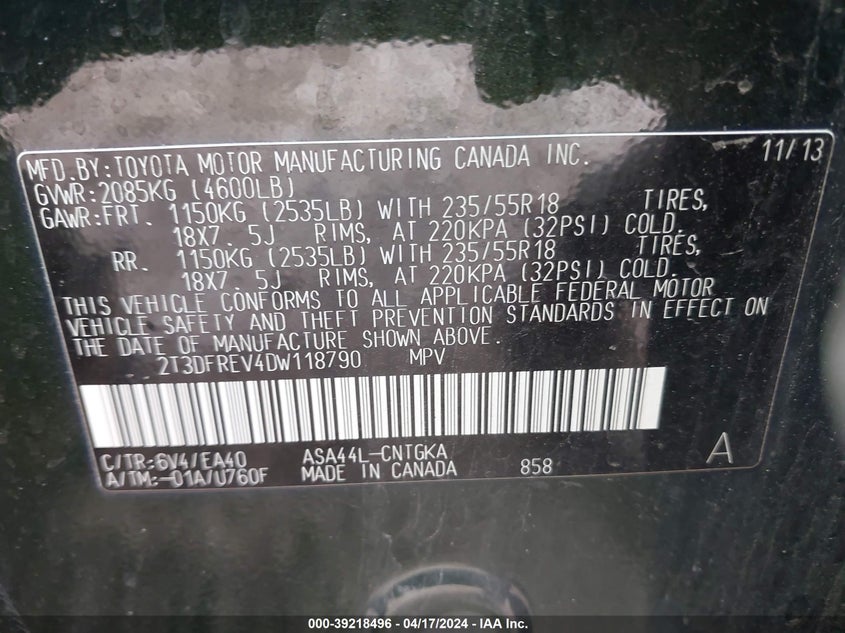 MFD.BY:TOYOTA MOTOR MANUFACTURING CANADA INC. 11/13
GVWR:2085KG (4600LB)
GAWR:FRT. 1150KG (2535LB) WITH 235/55R18 TIRES,
18X7.5J RIMS, AT 220KPA (32PSI) COLD.
RR. 1150KG (2535LB) WITH 235/55R18 TIRES,
18X7.5J RIMS, AT 220KPA (32PSI) COLD.
THIS VEHICLE CONFORMS TO ALL APPLICABLE FEDERAL MOTOR
VEHICLE SAFETY AND THEFT PREVENTION STANDARDS IN EFFECT ON
THE DATE OF MANUFACTURE SHOWN ABOVE.
2T3DFREV4DW118790 MPV
C/TR:6V4/EA40 ASA44L-CNTGKA
A/TM:-01A/U760F MADE IN CANADA 858 A
000-39218496 - 04/17/2024 - IAA Inc.